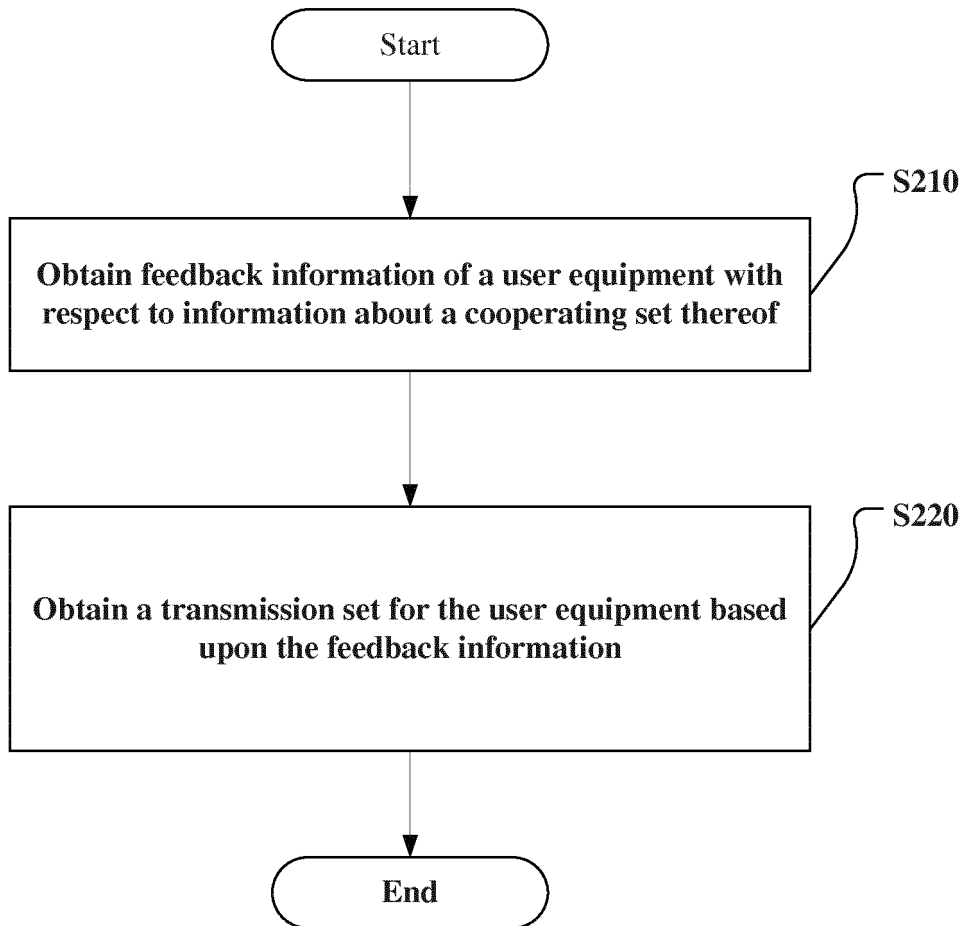 Start
S210
Obtain feedback information of a user equipment with
respect to information about a cooperating set thereof
S220
Obtain a transmission set for the user equipment based
upon the feedback information
End